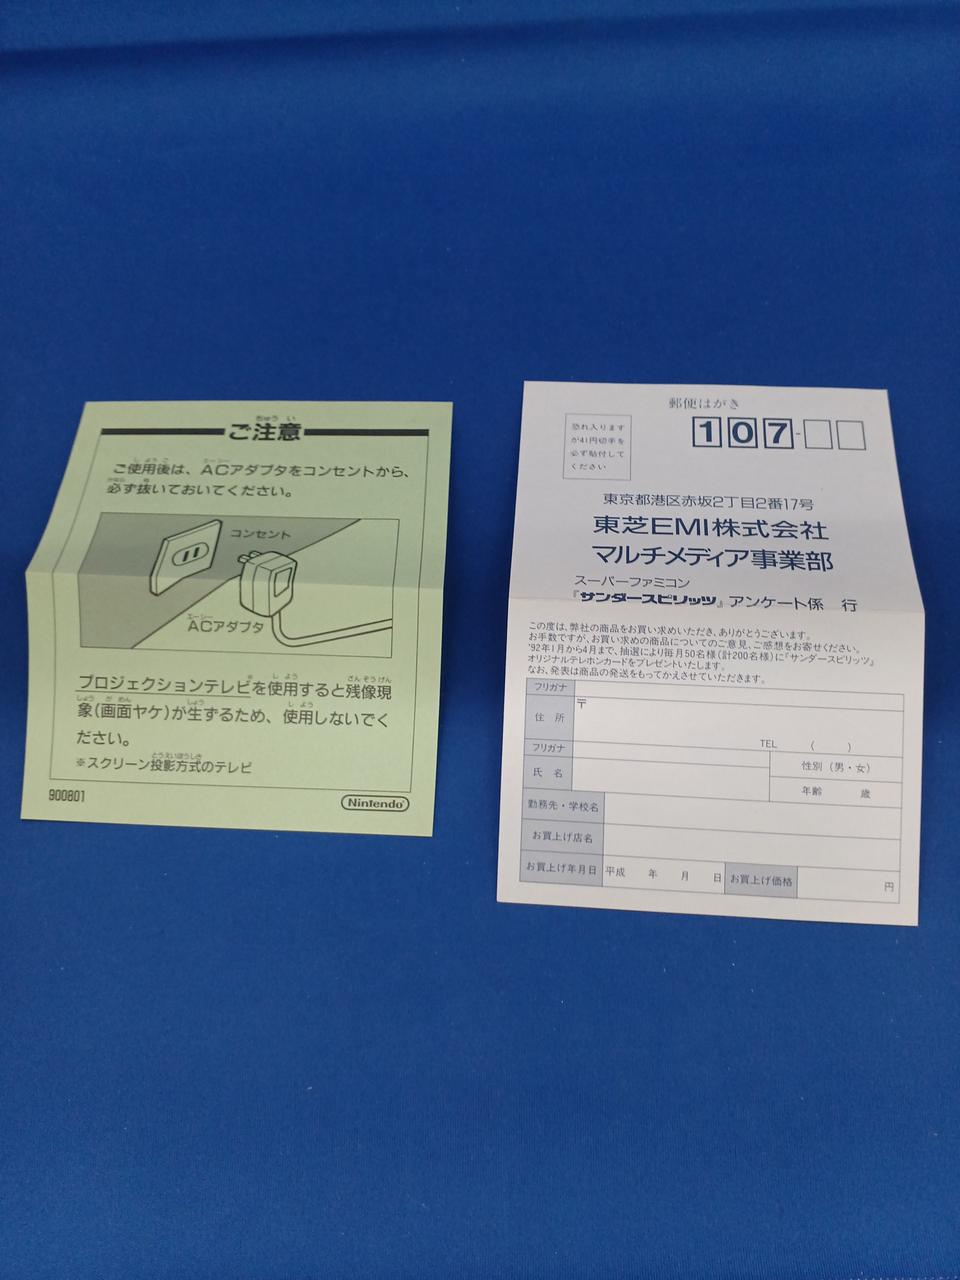 ご注意
ご使用後は、ACアダプタをコンセントから、
必ず抜いておいてください。
コンセント
ACアダプタ
プロジェクションテレビを使用すると残像現
象(画面ヤケ)が生ずるため、使用しないでく
ださい。
※スクリーン投影方式のテレビ
900801
Nintendo
郵便はがき
恐れ入ります
が41円切手を
必ず貼付して
ください
107-
東京都港区赤坂2丁目2番17号
東芝EMI株式会社
マルチメディア事業部
スーパーファミコン
『サンダースピリッツ』アンケート係 行
この度は、弊社の商品をお買い求めいただき、ありがとうございます。
お手数ですが、お買い求めの商品についてのご意見、ご感想をお寄せください。
'92年1月から4月まで、抽選により毎月50名様(計200名様)に『サンダースピリッツ』
オリジナルテレホンカードをプレゼントいたします。
なお、発表は商品の発送をもってかえさせていただきます。
フリガナ
住所
〒
TEL ( )
フリガナ
氏名
性別(男・女)
年齢 歳
勤務先・学校名
お買上げ店名
お買上げ年月日 平成 年 月 日 お買上げ価格 円